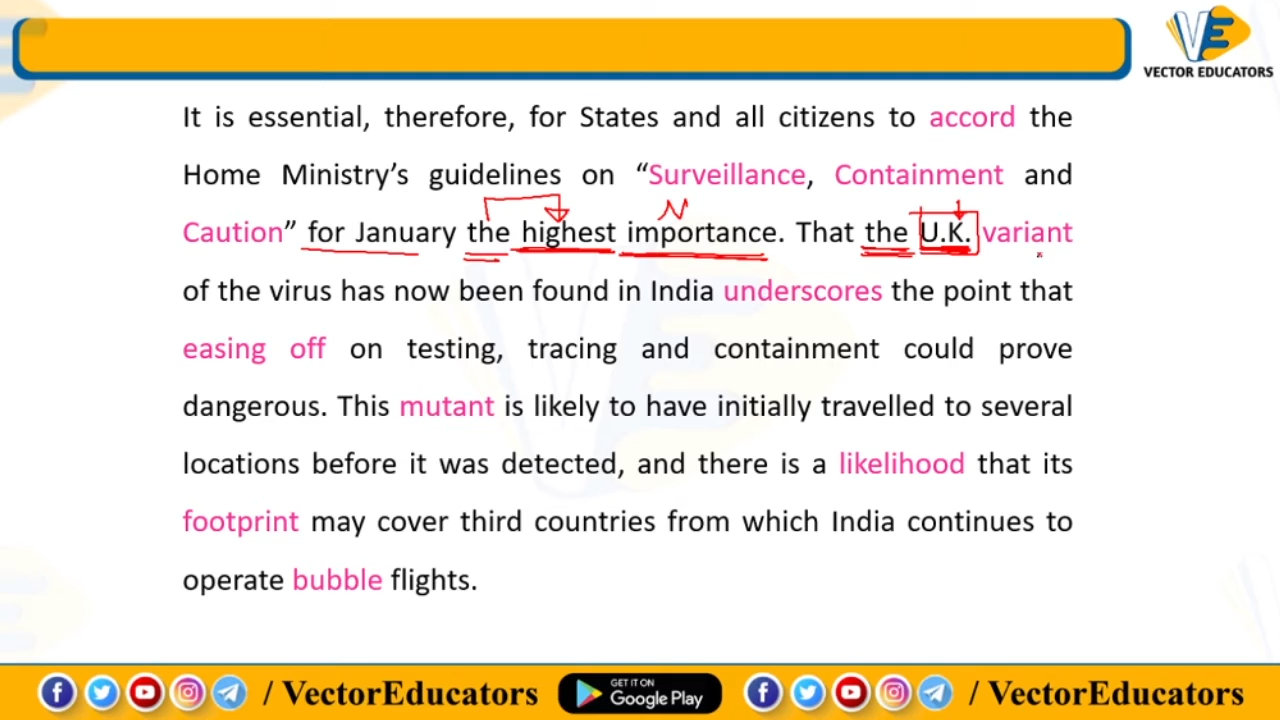 VE
VECTOR EDUCATORS
It is essential, therefore, for States and all citizens to accord the
Home Ministry’s guidelines on “Surveillance, Containment and
N
Caution” for January the highest importance. That the U.K. variant
of the virus has now been found in India underscores the point that
easing off on testing, tracing and containment could prove
dangerous. This mutant is likely to have initially travelled to several
locations before it was detected, and there is a likelihood that its
footprint may cover third countries from which India continues to
operate bubble flights.
/ VectorEducators GET IT ON Google Play / VectorEducators